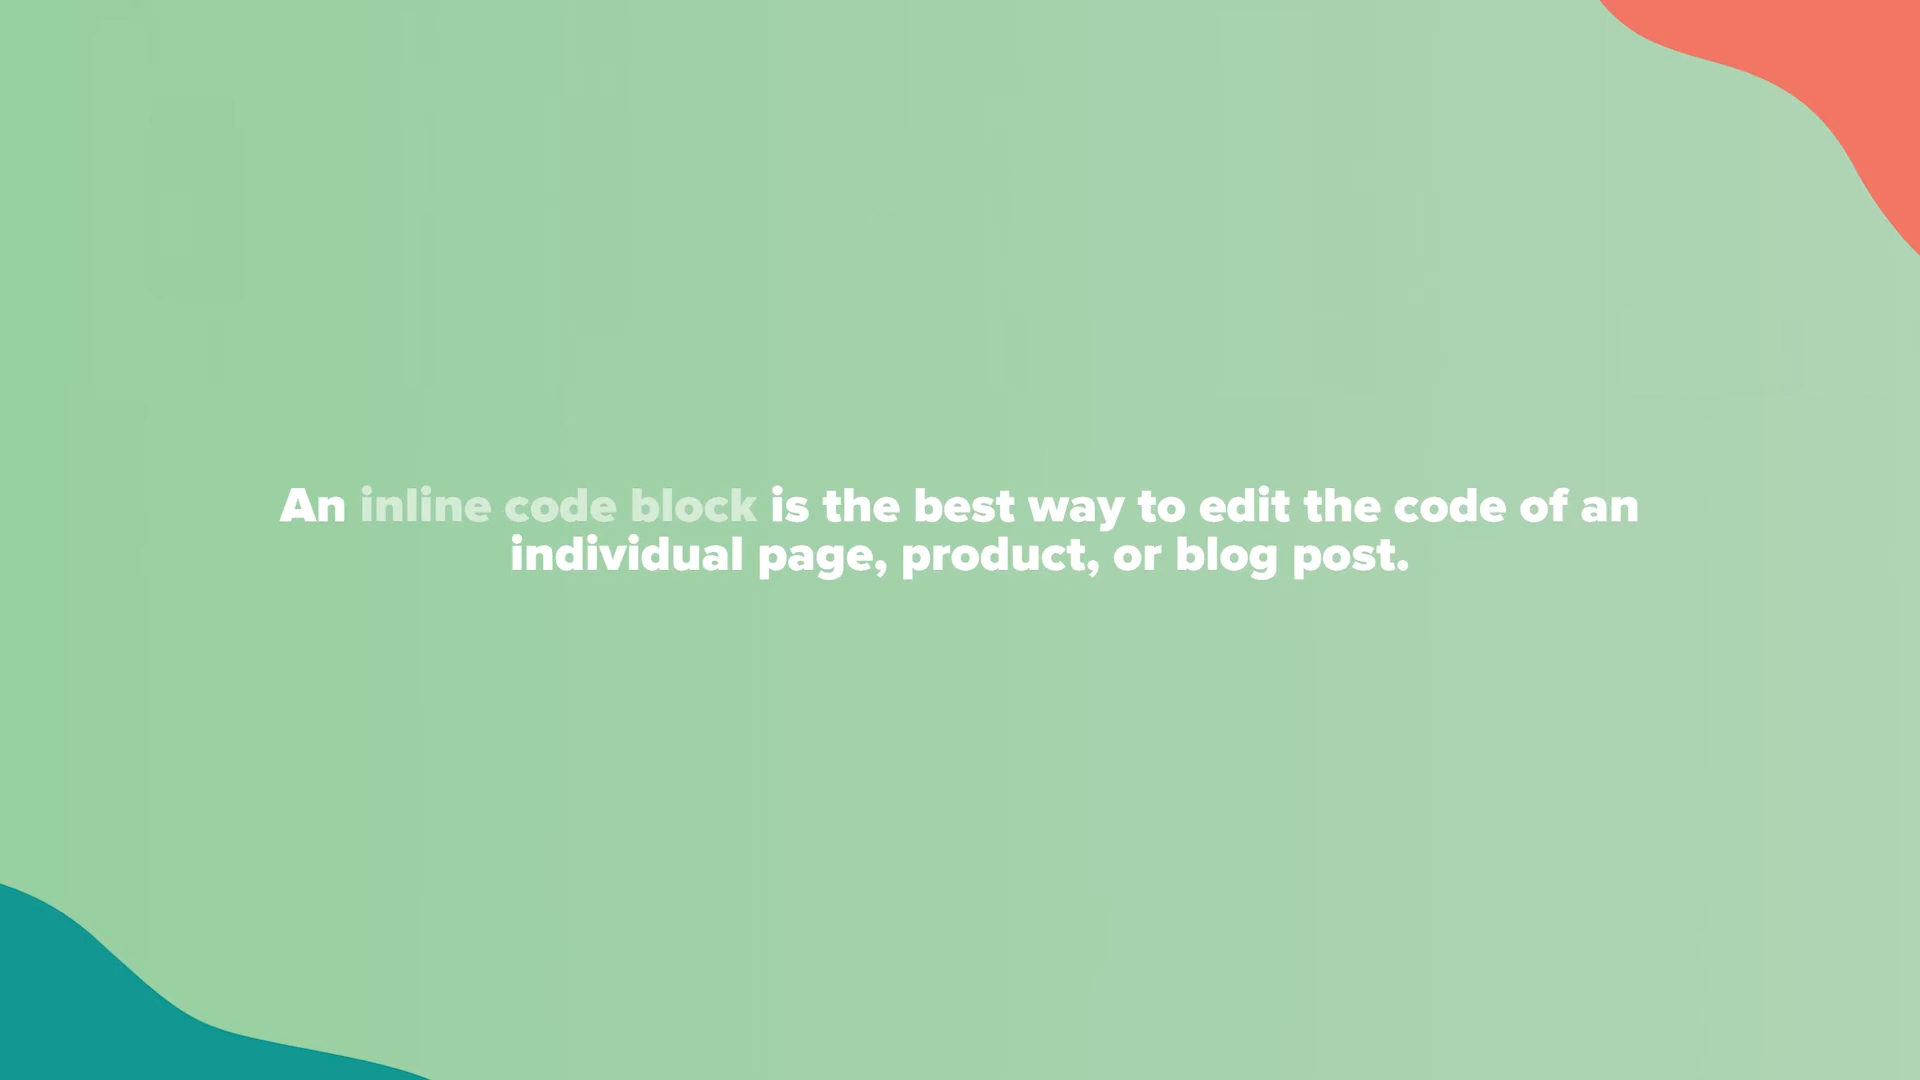 An inline code block is the best way to edit the code of an
individual page, product, or blog post.